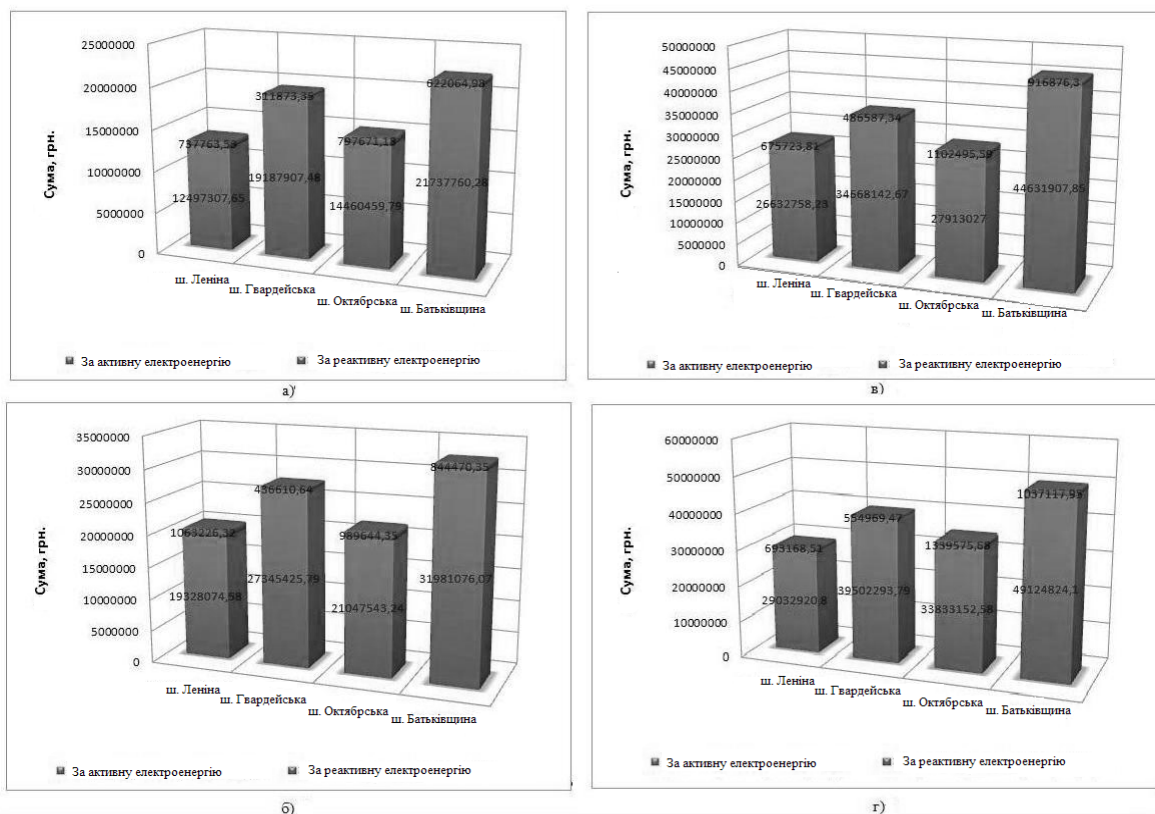 25000000
20000000
15000000
10000000
5000000
0
Сума, грн.
737763,53
311873,35
797671,18
622064,98
12497307,65
19187907,48
14460459,79
21737760,28
ш. Леніна
ш. Гвардейська
ш. Октябрська
ш. Батьківщина
За активну електроенергію За реактивну електроенергію
а)
50000000
45000000
40000000
35000000
30000000
25000000
20000000
15000000
10000000
5000000
0
Сума, грн.
675723,81
486587,34
1102495,59
916876,3
26632758,23
34668142,67
27913027
44631907,85
ш. Леніна
ш. Гвардейська
ш. Октябрська
ш. Батьківщина
За активну електроенергію За реактивну електроенергію
в)
35000000
30000000
25000000
20000000
15000000
10000000
5000000
0
Сума, грн.
1063226,32
436610,64
989644,35
844470,35
19328074,58
27345425,79
21047543,24
31981076,07
ш. Леніна
ш. Гвардейська
ш. Октябрська
ш. Батьківщина
За активну електроенергію За реактивну електроенергію
б)
60000000
50000000
40000000
30000000
20000000
10000000
0
Сума, грн.
693168,51
554969,47
1339575,68
1037117,95
29032920,8
39502293,79
33833152,58
49124824,1
ш. Леніна
ш. Гвардейська
ш. Октябрська
ш. Батьківщина
За активну електроенергію За реактивну електроенергію
г)